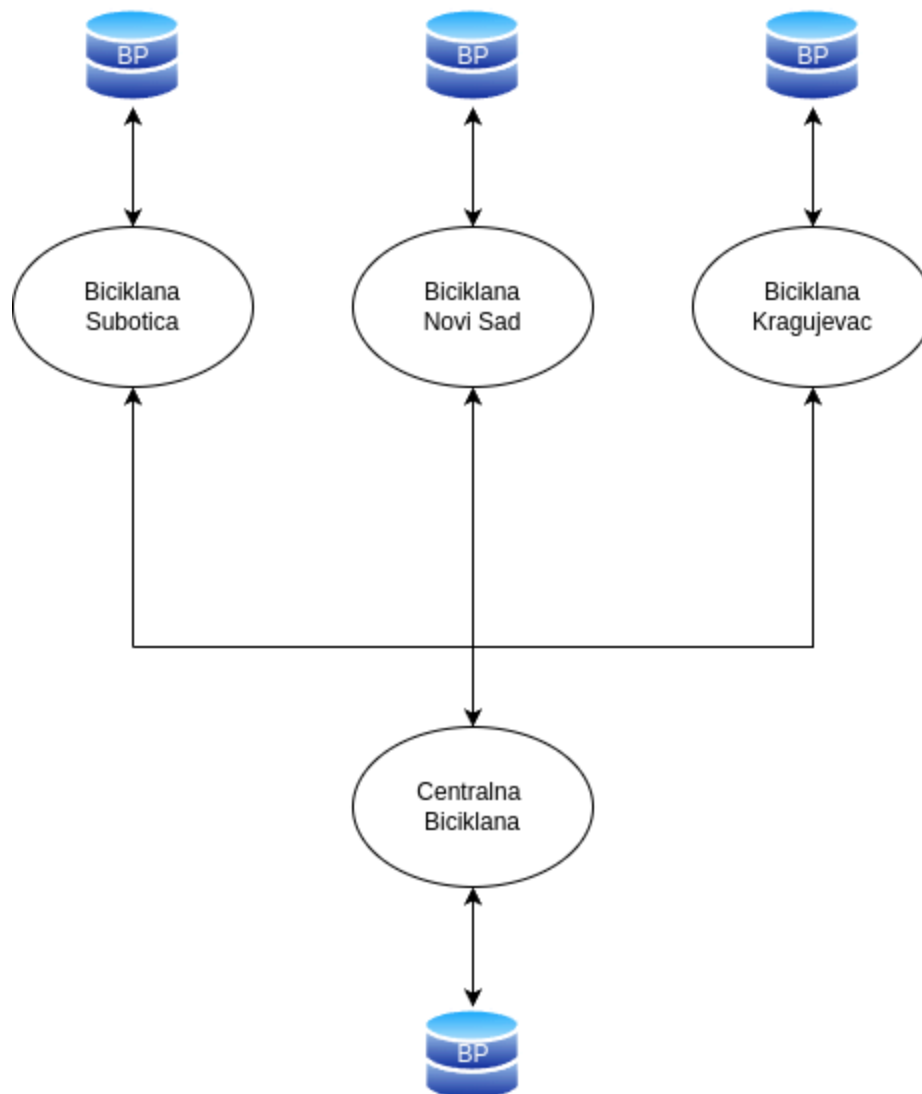 BP
BP
BP
Biciklana
Subotica
Biciklana
Novi Sad
Biciklana
Kragujevac
Centralna
Biciklana
BP